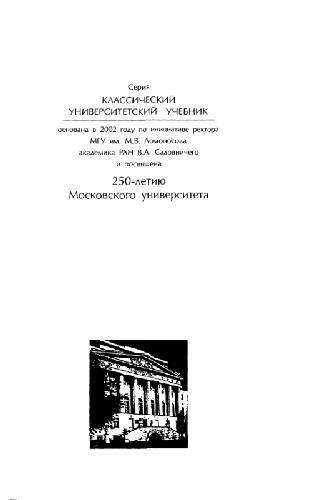 Серия
КЛАССИЧЕСКИЙ
УНИВЕРСИТЕТСКИЙ УЧЕБНИК
основана в 2002 году по инициативе ректора
МГУ им. М.В. Ломоносова
академика РАН В.А. Садовничего
и посвящена
250-летию
Московского университета